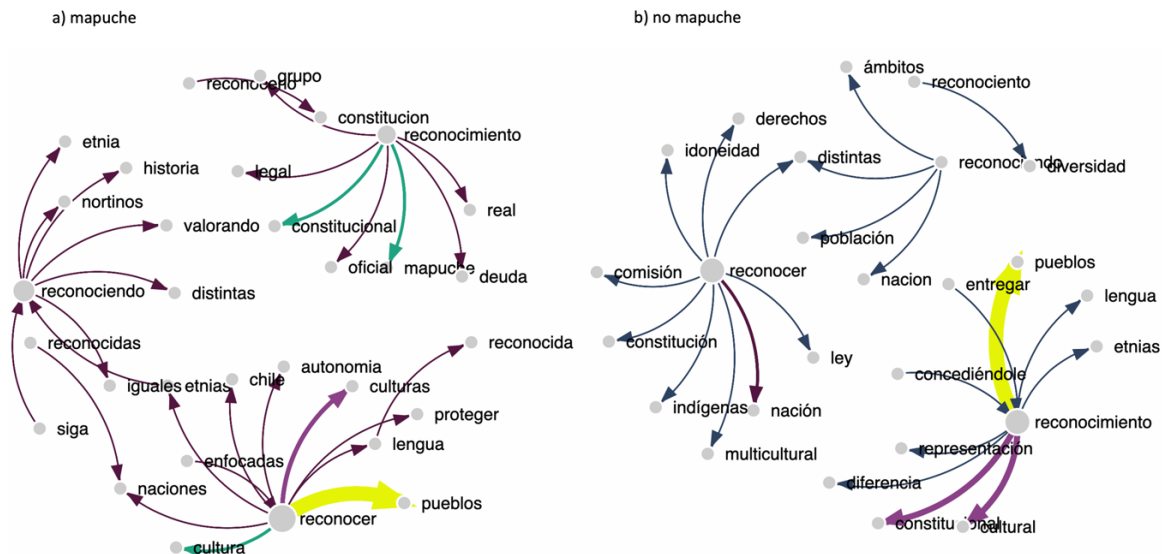 a) mapuche
b) no mapuche
grupo
reconocerlo
constitucion
reconocimiento
etnia
historia
legal
nortinos
real
valorando
constitucional
oficial
mapuche
deuda
reconociendo
distintas
reconocidas
reconocida
autonomia
iguales
etnias
chile
culturas
proteger
siga
lengua
enfocadas
naciones
pueblos
reconocer
cultura
ámbitos
reconociento
derechos
idoneidad
distintas
reconociendo
diversidad
población
pueblos
comisión
reconocer
nacion
entregar
lengua
constitución
etnias
ley
concediéndole
indígenas
nación
reconocimiento
multicultural
representación
diferencia
constitucional
cultural